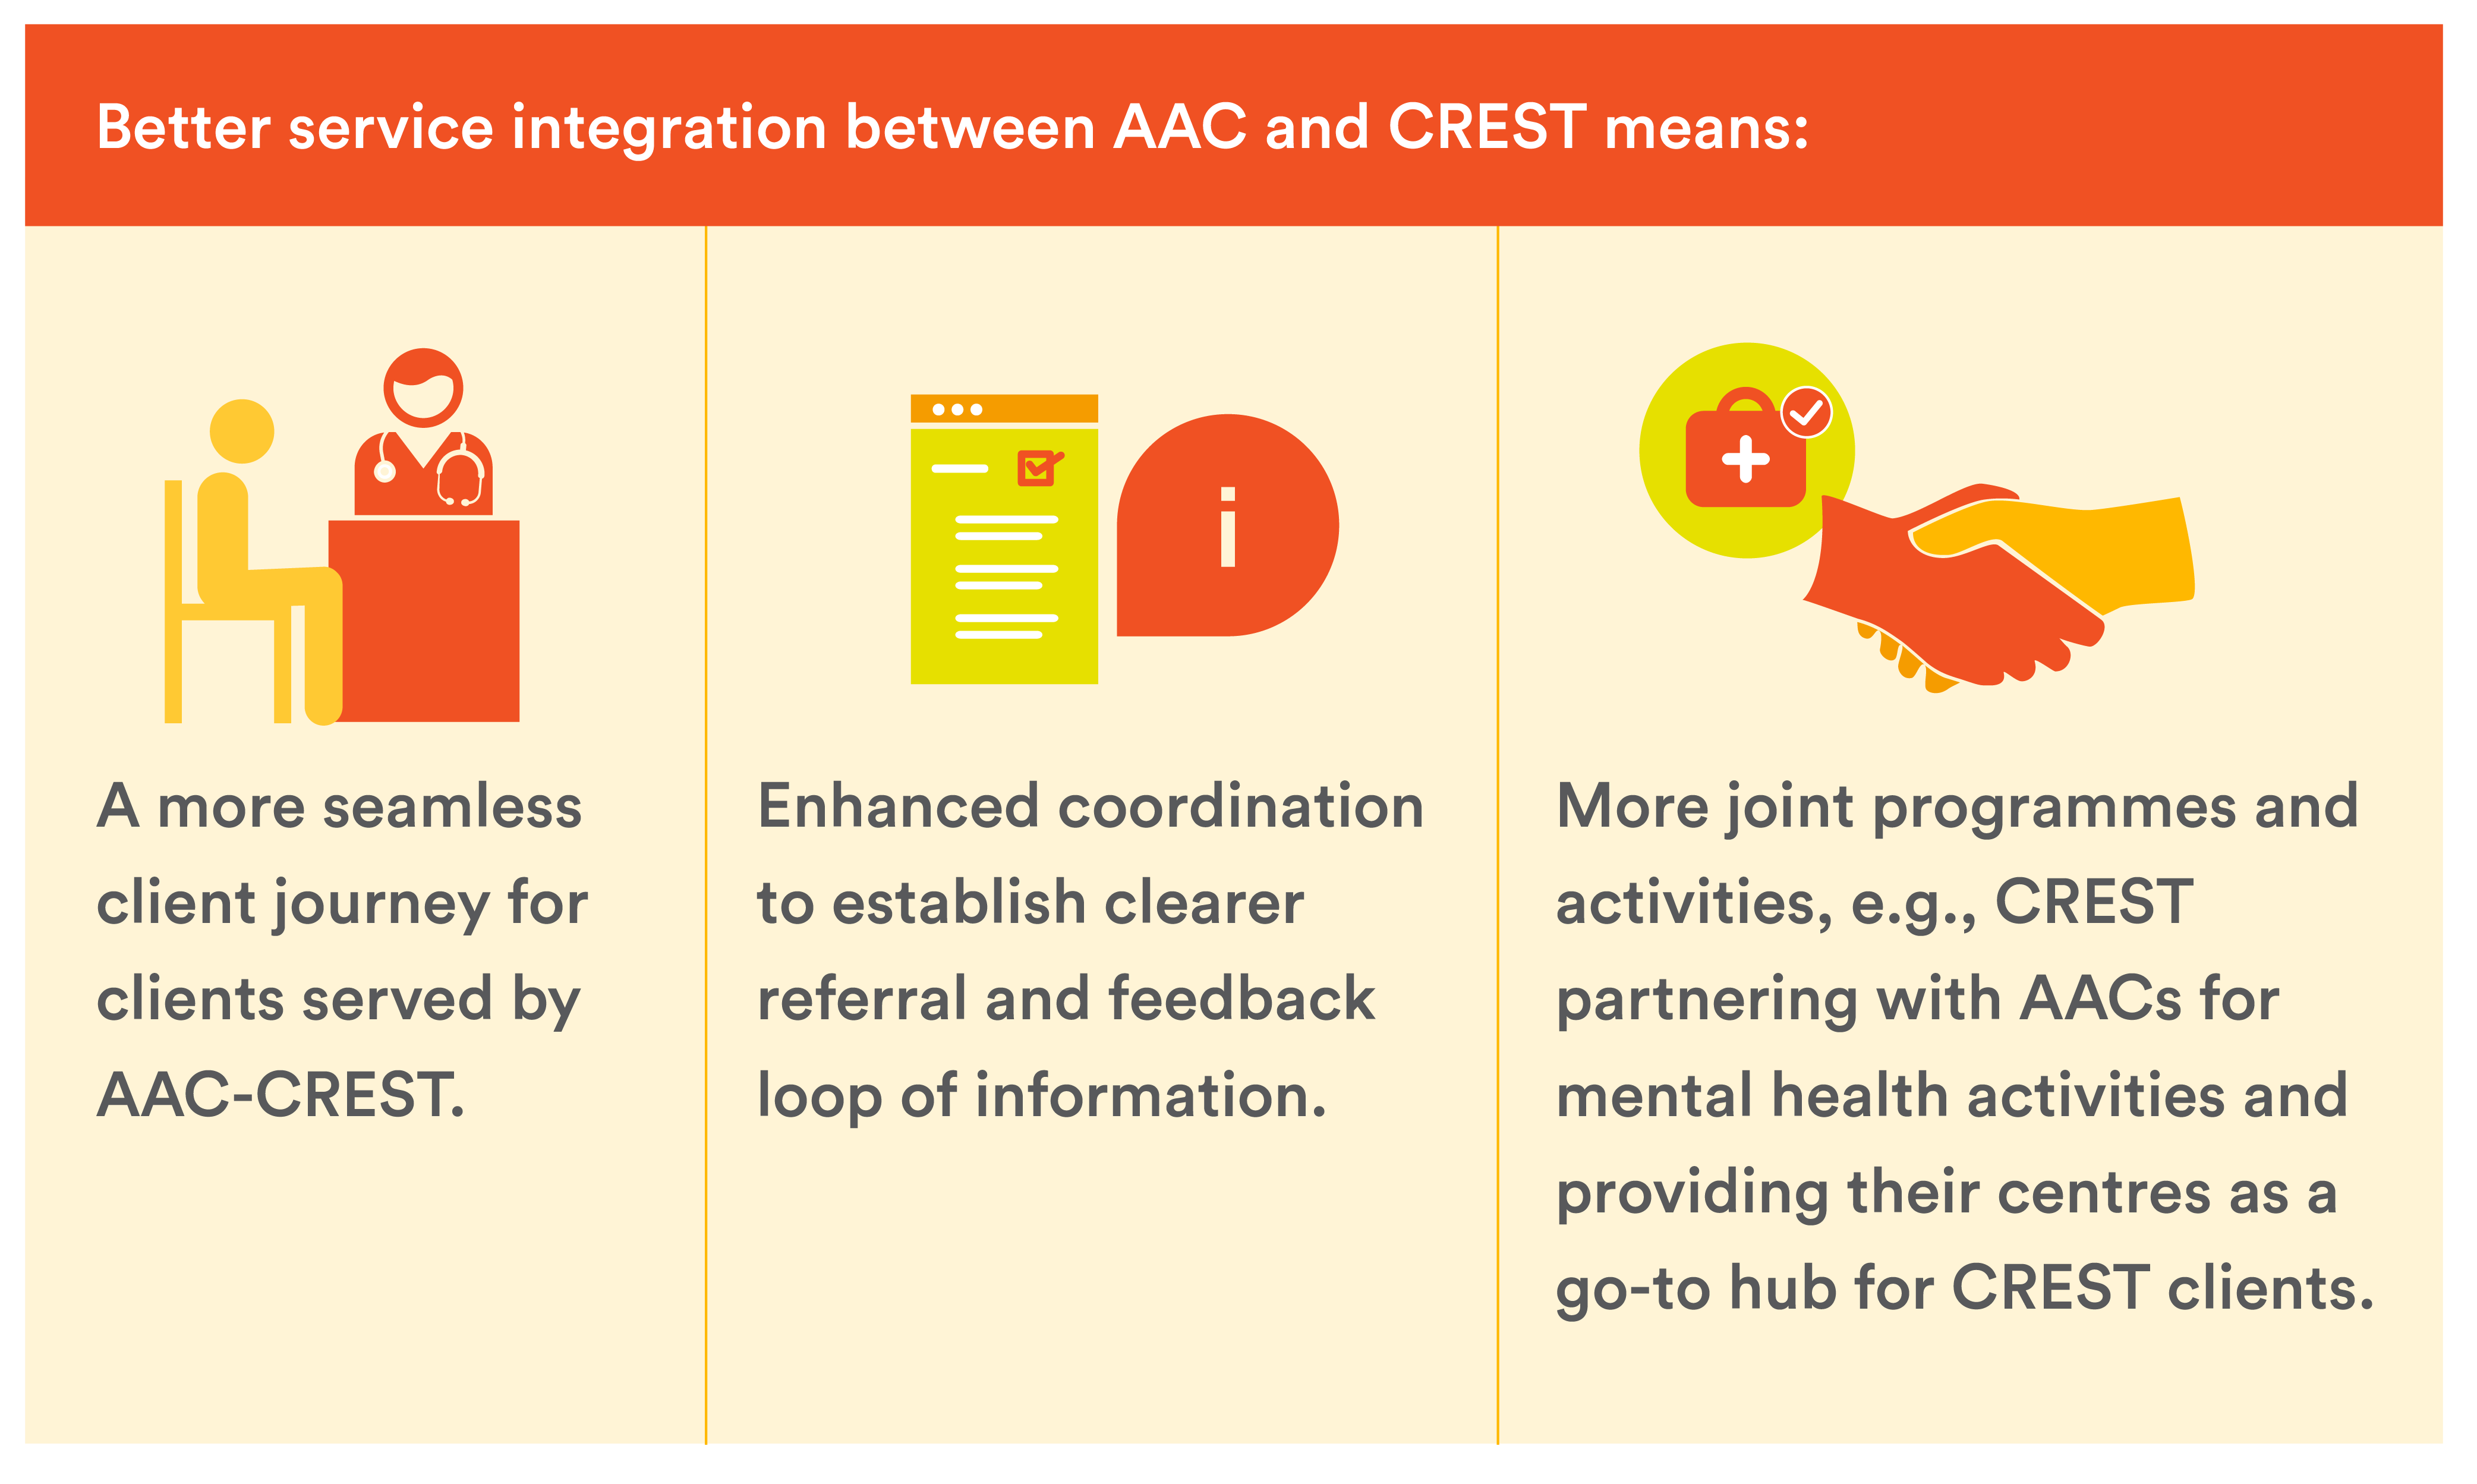 Better service integration between AAC and CREST means:
A more seamless
client journey for
clients served by
AAC-CREST.
i
Enhanced coordination
to establish clearer
referral and feedback
loop of information.
More joint programmes and
activities, e.g., CREST
partnering with AACs for
mental health activities and
providing their centres as a
go-to hub for CREST clients.